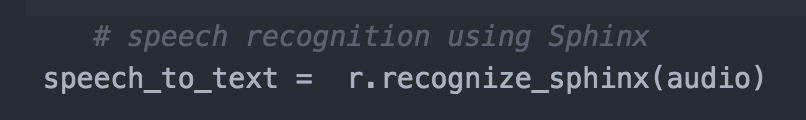 # speech recognition using Sphinx
speech_to_text =  r.recognize_sphinx(audio)